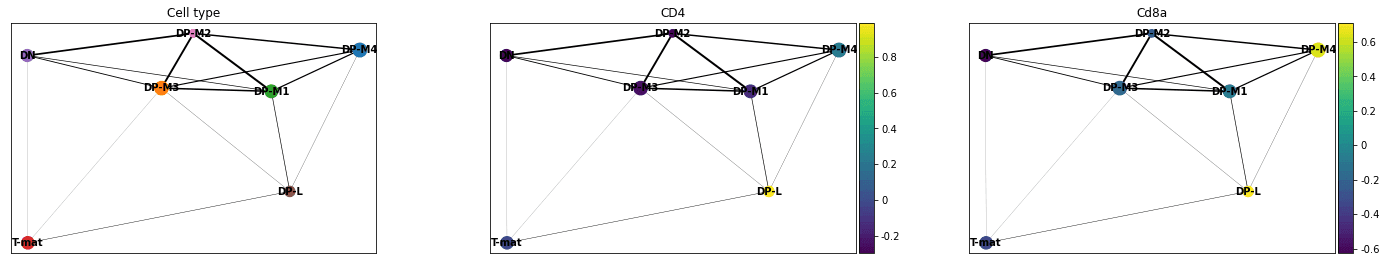 Cell type
DP-M2
DN
DP-M4
DP-M3
DP-M1
DP-L
T-mat
CD4
DP-M2
DN
DP-M4
DP-M3
DP-M1
DP-L
T-mat
0.8
0.6
0.4
0.2
0
-0.2
Cd8a
DP-M2
DN
DP-M4
DP-M3
DP-M1
DP-L
T-mat
0.6
0.4
0.2
0
-0.2
-0.4
-0.6